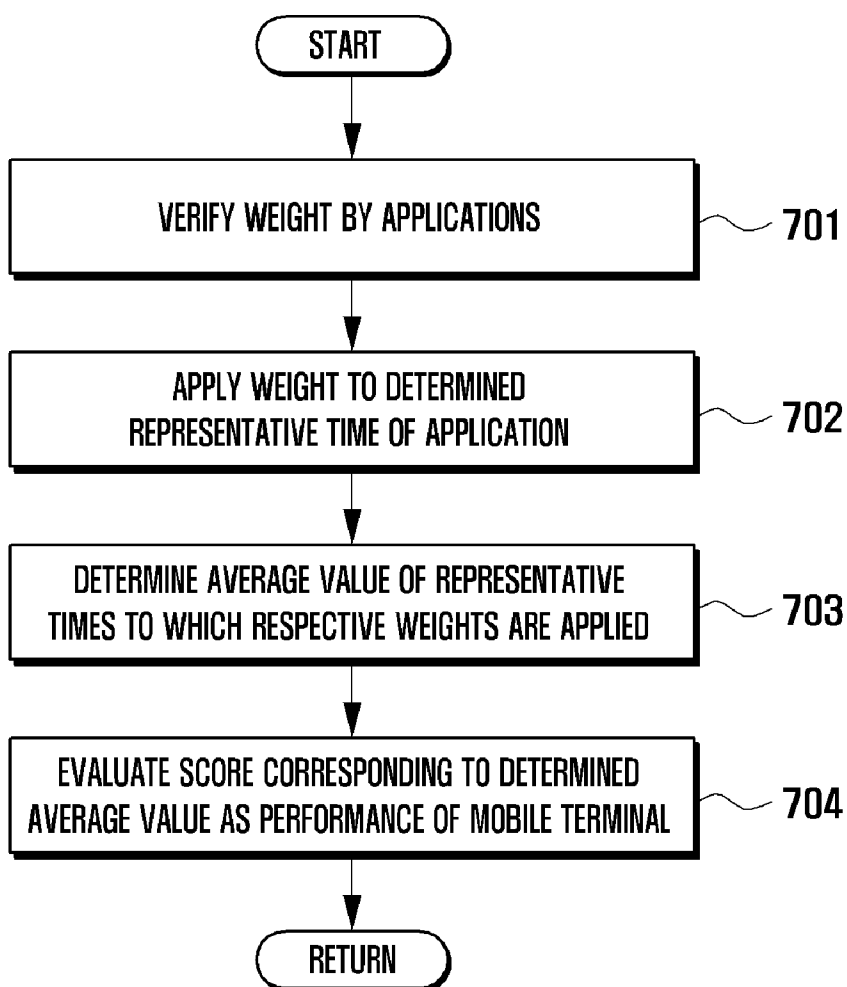 START
VERIFY WEIGHT BY APPLICATIONS
701
APPLY WEIGHT TO DETERMINED
REPRESENTATIVE TIME OF APPLICATION
702
DETERMINE AVERAGE VALUE OF REPRESENTATIVE
TIMES TO WHICH RESPECTIVE WEIGHTS ARE APPLIED
703
EVALUATE SCORE CORRESPONDING TO DETERMINED
AVERAGE VALUE AS PERFORMANCE OF MOBILE TERMINAL
704
RETURN